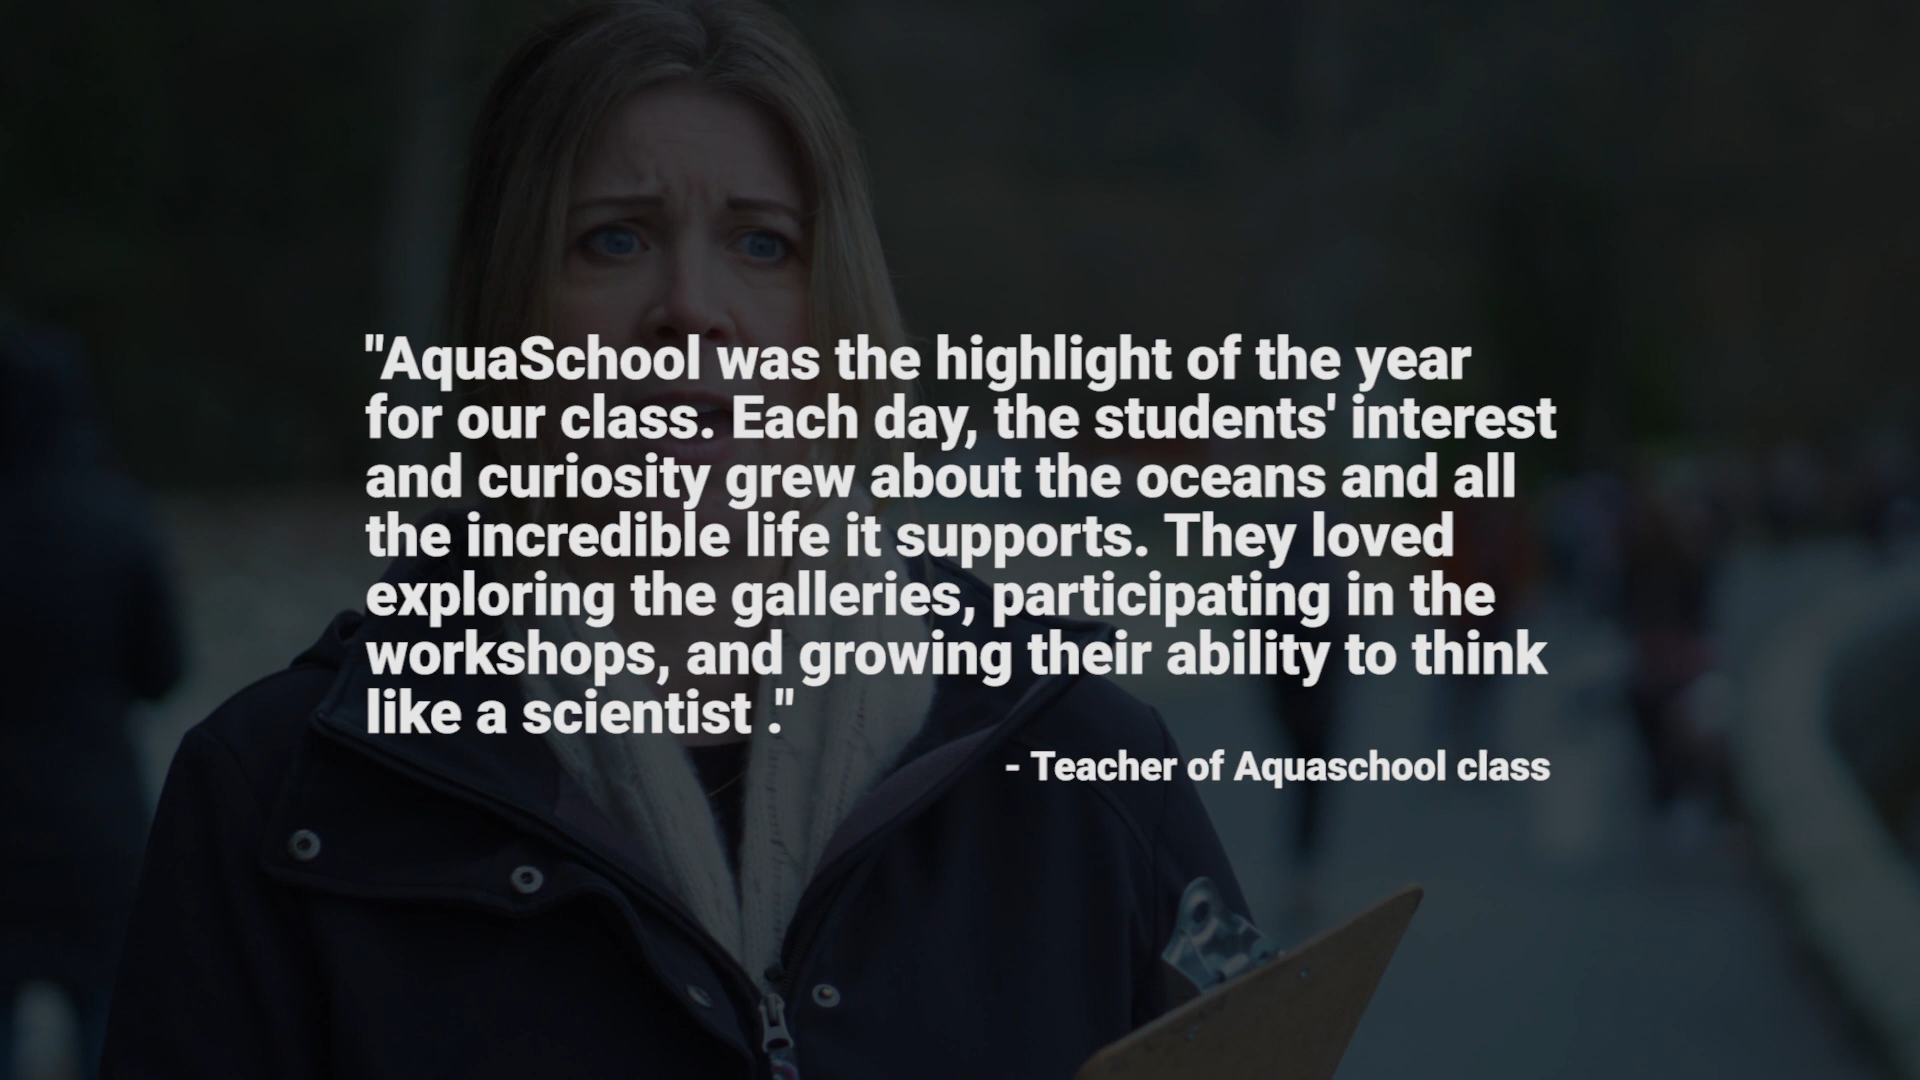 "AquaSchool was the highlight of the year
for our class. Each day, the students' interest
and curiosity grew about the oceans and all
the incredible life it supports. They loved
exploring the galleries, participating in the
workshops, and growing their ability to think
like a scientist ."
- Teacher of Aquaschool class